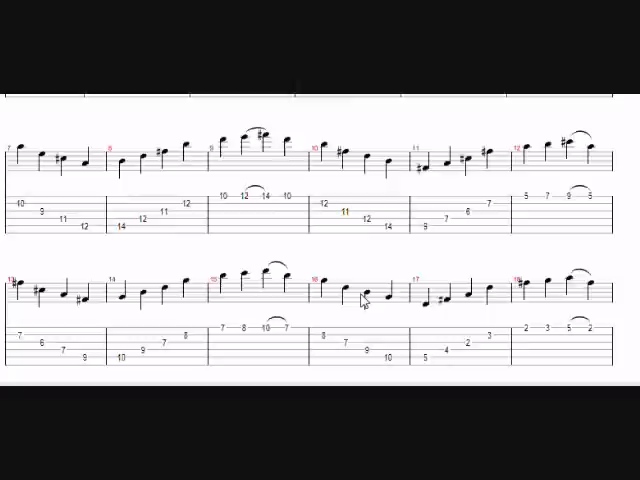 7 8 9 10 11 12
10 12 14 10 5 7 9 5
10 12 12 7
9 11 11 6
11 12 12 7
12 14 14 9
13 14 15 16 17 18
7 8 10 7 2 3 5 2
7 8 8 3
6 7 7 2
7 9 9 4
9 10 10 5